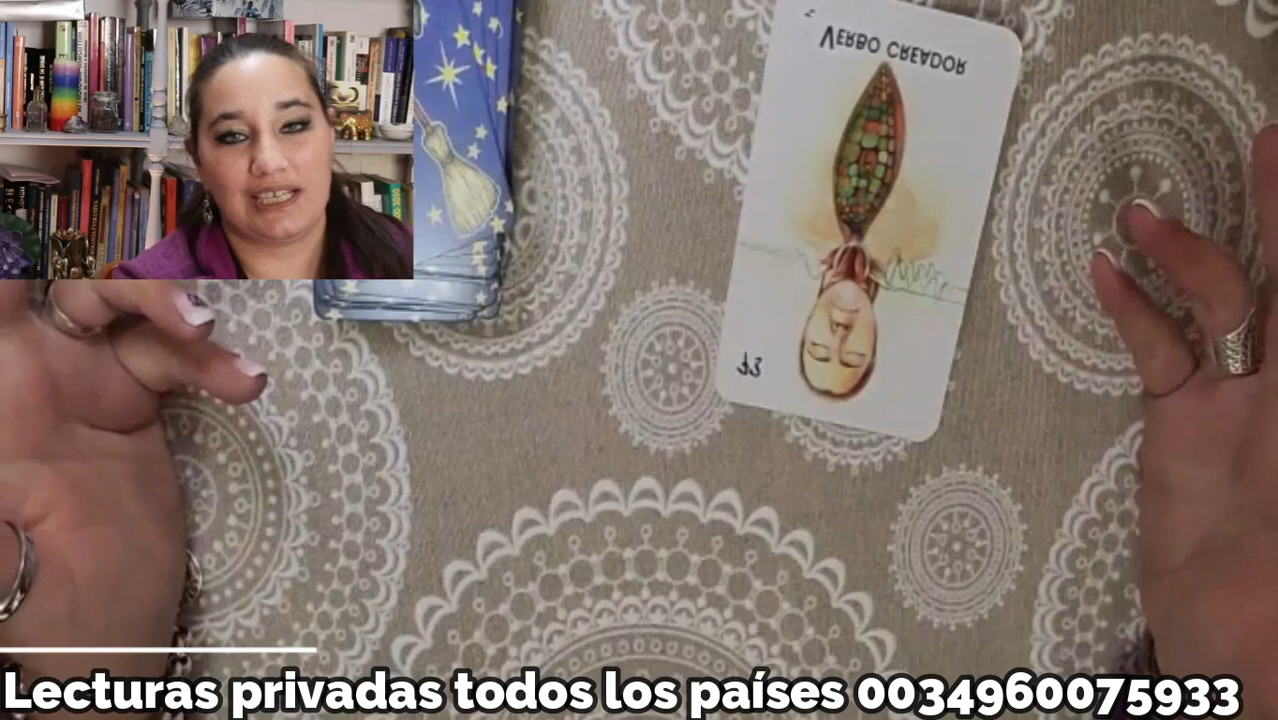 VERBO CREADOR
Lecturas privadas todos los países 0034960075933